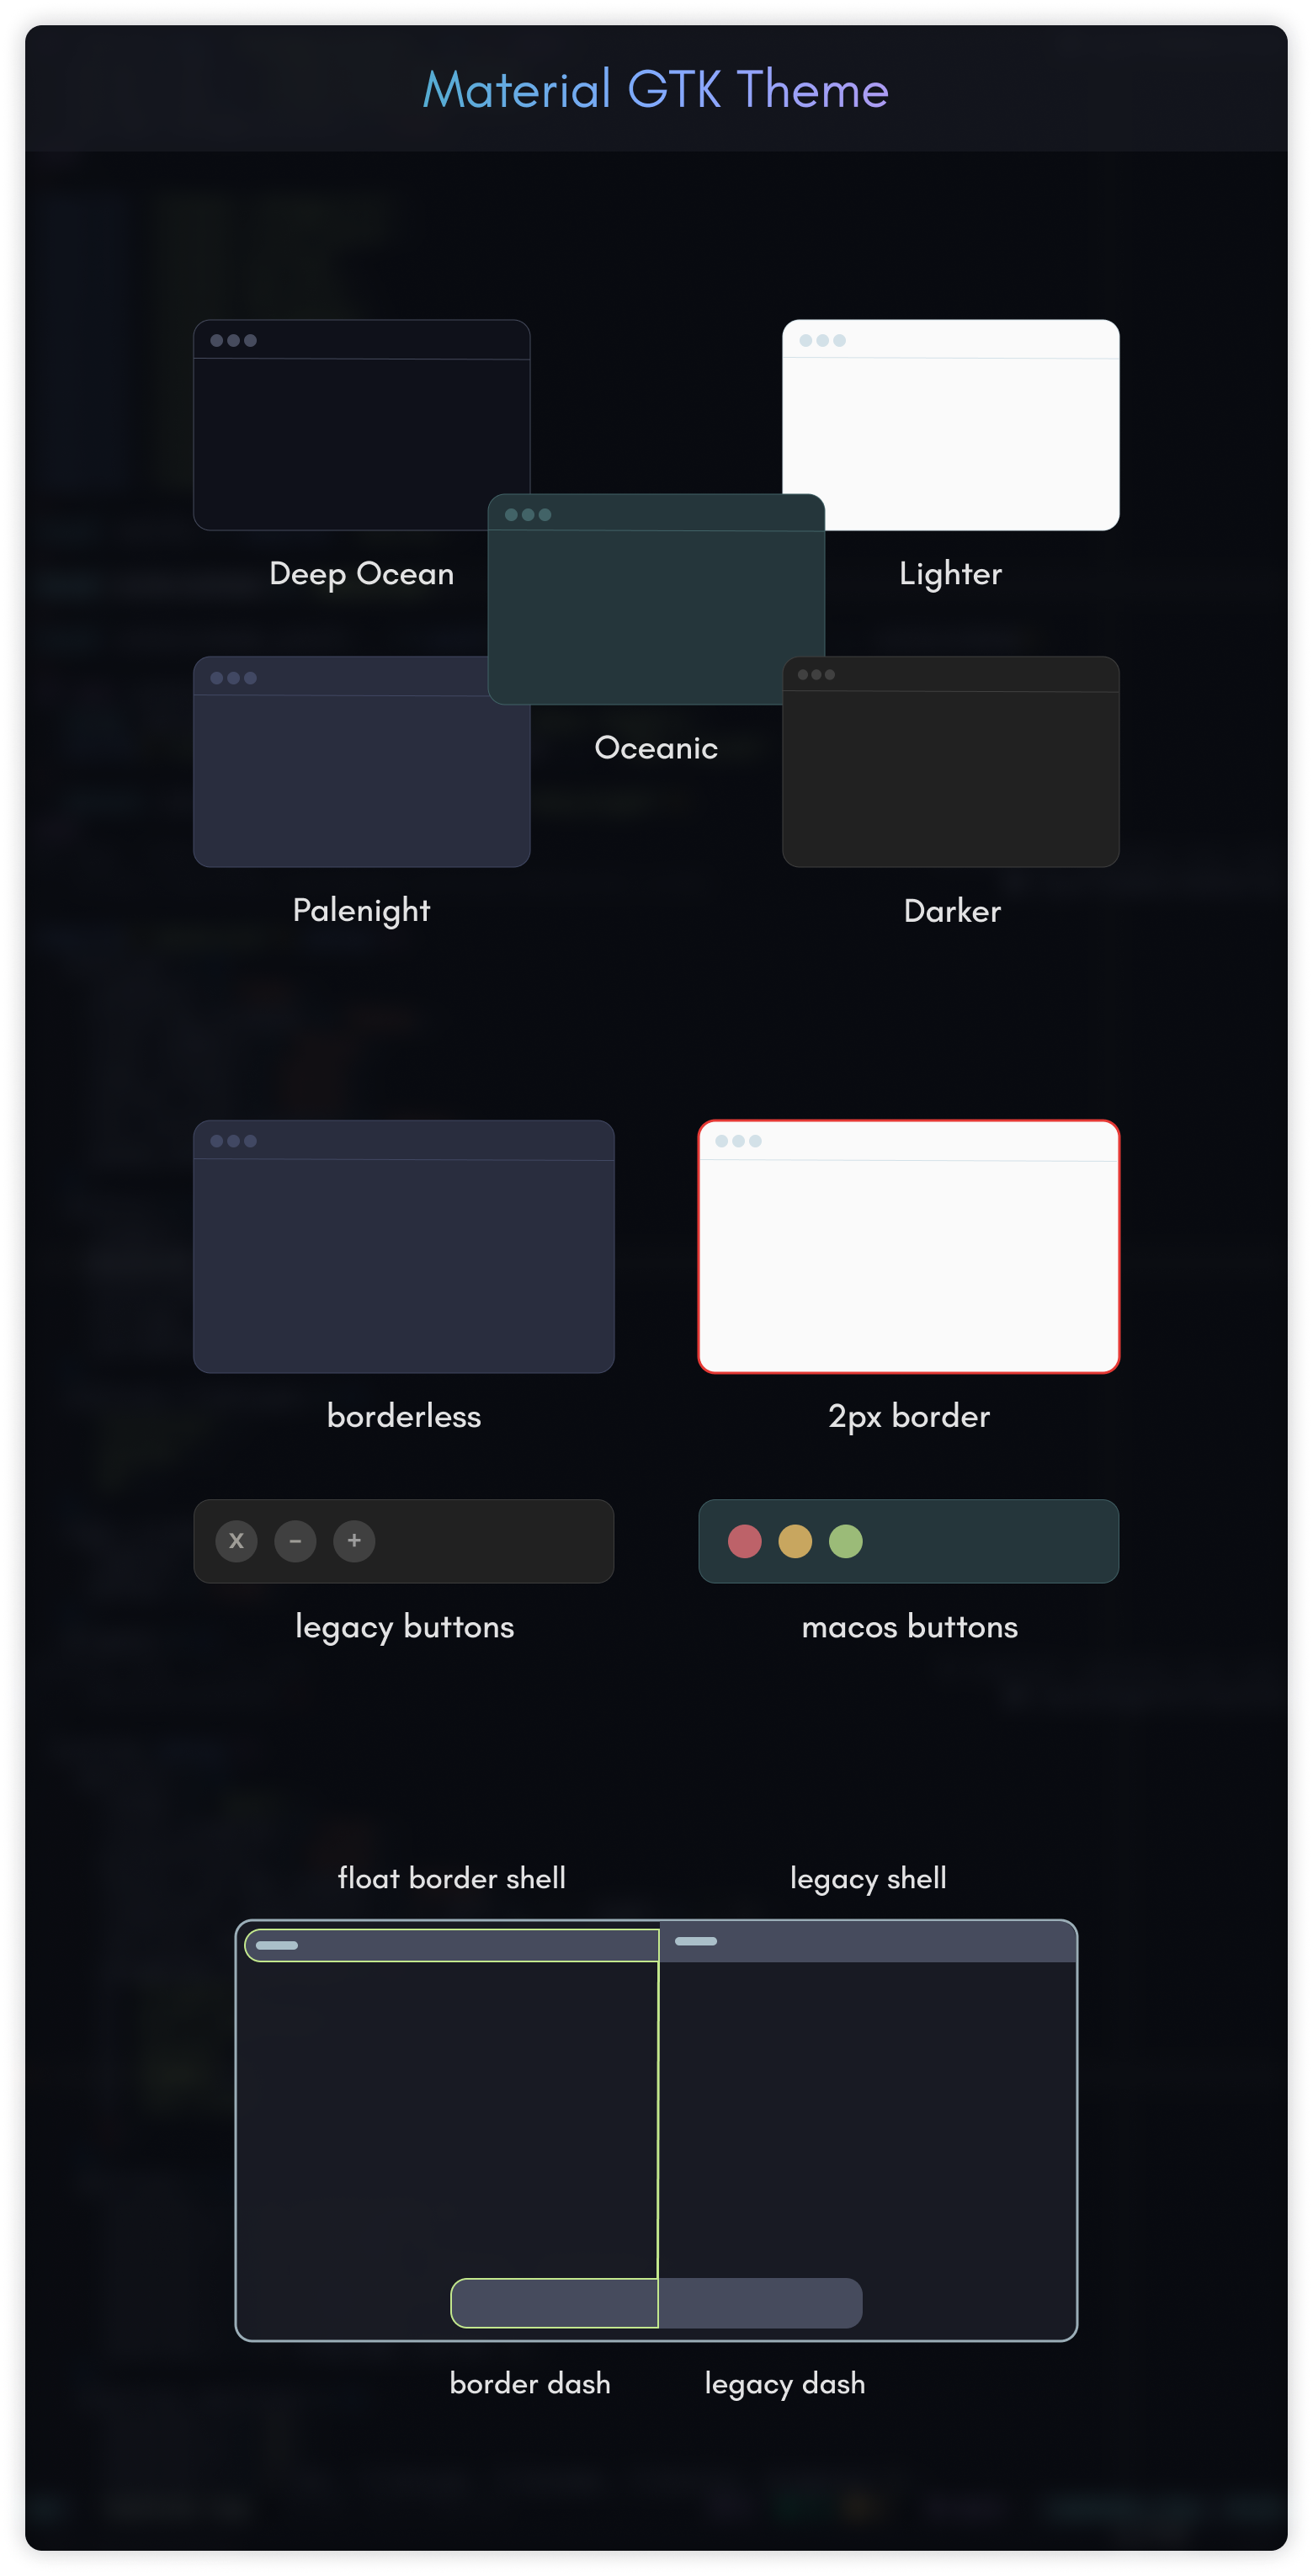 Material GTK Theme
Deep Ocean
Lighter
Oceanic
Palenight
Darker
borderless
2px border
X − +
legacy buttons
macos buttons
float border shell
legacy shell
border dash
legacy dash